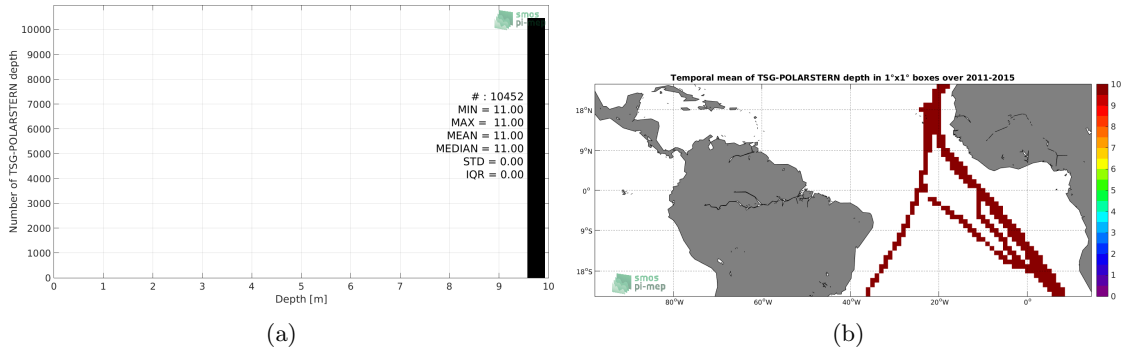 smos
pi-mep
10000
9000
8000
7000
6000
5000
4000
3000
2000
1000
0
Number of TSG-POLARSTERN depth
# : 10452
MIN = 11.00
MAX = 11.00
MEAN = 11.00
MEDIAN = 11.00
STD = 0.00
IQR = 0.00
0 1 2 3 4 5 6 7 8 9 10
Depth [m]
(a)
Temporal mean of TSG-POLARSTERN depth in 1°x1° boxes over 2011-2015
18°N
9°N
0°
9°S
18°S
80°W 60°W 40°W 20°W 0°
smos
pi-mep
10
9
8
7
6
5
4
3
2
1
0
(b)